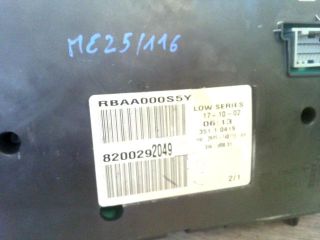 ME25/116
RBAA000S5Y
LOW SERIES
17-10-02
06 13
8200292049
2/1